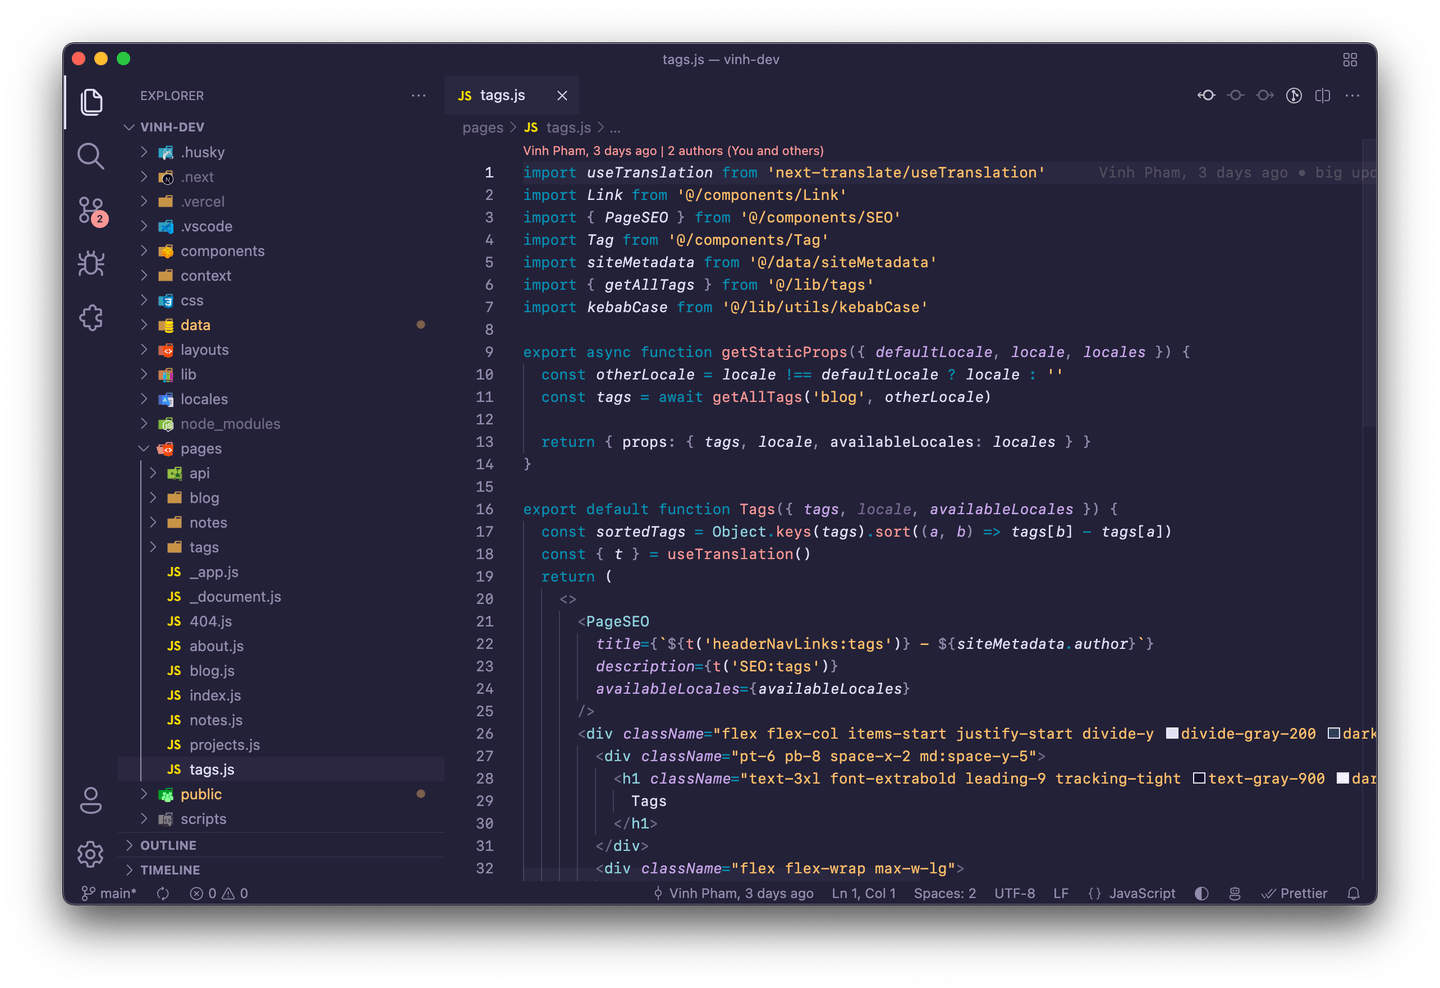 tags.js — vinh-dev
EXPLORER
VINH-DEV
.husky
.next
.vercel
.vscode
components
context
css
data
layouts
lib
locales
node_modules
pages
api
blog
notes
tags
JS _app.js
JS _document.js
JS 404.js
JS about.js
JS blog.js
JS index.js
JS notes.js
JS projects.js
JS tags.js
public
scripts
OUTLINE
TIMELINE
2
JS tags.js
pages > JS tags.js > ...
Vinh Pham, 3 days ago | 2 authors (You and others)
1 import useTranslation from 'next-translate/useTranslation' Vinh Pham, 3 days ago • big upd
2 import Link from '@/components/Link'
3 import { PageSEO } from '@/components/SEO'
4 import Tag from '@/components/Tag'
5 import siteMetadata from '@/data/siteMetadata'
6 import { getAllTags } from '@/lib/tags'
7 import kebabCase from '@/lib/utils/kebabCase'
8
9 export async function getStaticProps({ defaultLocale, locale, locales }) {
10 const otherLocale = locale !== defaultLocale ? locale : ''
11 const tags = await getAllTags('blog', otherLocale)
12
13 return { props: { tags, locale, availableLocales: locales } }
14 }
15
16 export default function Tags({ tags, locale, availableLocales }) {
17 const sortedTags = Object.keys(tags).sort((a, b) => tags[b] - tags[a])
18 const { t } = useTranslation()
19 return (
20 <>
21 <PageSEO
22 title={`${t('headerNavLinks:tags')} - ${siteMetadata.author}`}
23 description={t('SEO:tags')}
24 availableLocales={availableLocales}
25 />
26 <div className="flex flex-col items-start justify-start divide-y divide-gray-200 dark
27 <div className="pt-6 pb-8 space-x-2 md:space-y-5">
28 <h1 className="text-3xl font-extrabold leading-9 tracking-tight text-gray-900 dar
29 Tags
30 </h1>
31 </div>
32 <div className="flex flex-wrap max-w-lg">
main* 0 0 Vinh Pham, 3 days ago Ln 1, Col 1 Spaces: 2 UTF-8 LF {} JavaScript Prettier